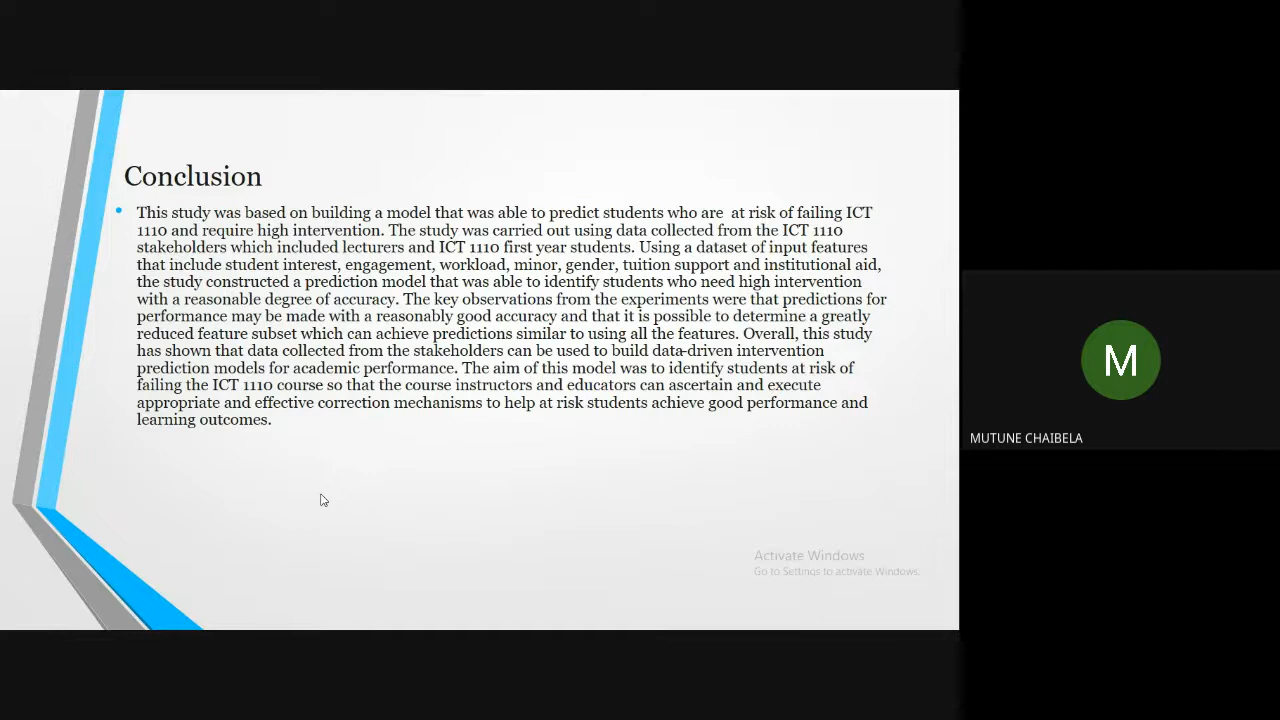 Conclusion
• This study was based on building a model that was able to predict students who are at risk of failing ICT
1110 and require high intervention. The study was carried out using data collected from the ICT 1110
stakeholders which included lecturers and ICT 1110 first year students. Using a dataset of input features
that include student interest, engagement, workload, minor, gender, tuition support and institutional aid,
the study constructed a prediction model that was able to identify students who need high intervention
with a reasonable degree of accuracy. The key observations from the experiments were that predictions for
performance may be made with a reasonably good accuracy and that it is possible to determine a greatly
reduced feature subset which can achieve predictions similar to using all the features. Overall, this study
has shown that data collected from the stakeholders can be used to build data-driven intervention
prediction models for academic performance. The aim of this model was to identify students at risk of
failing the ICT 1110 course so that the course instructors and educators can ascertain and execute
appropriate and effective correction mechanisms to help at risk students achieve good performance and
learning outcomes.
Activate Windows
Go to Settings to activate Windows.
M
MUTUNE CHAIBELA